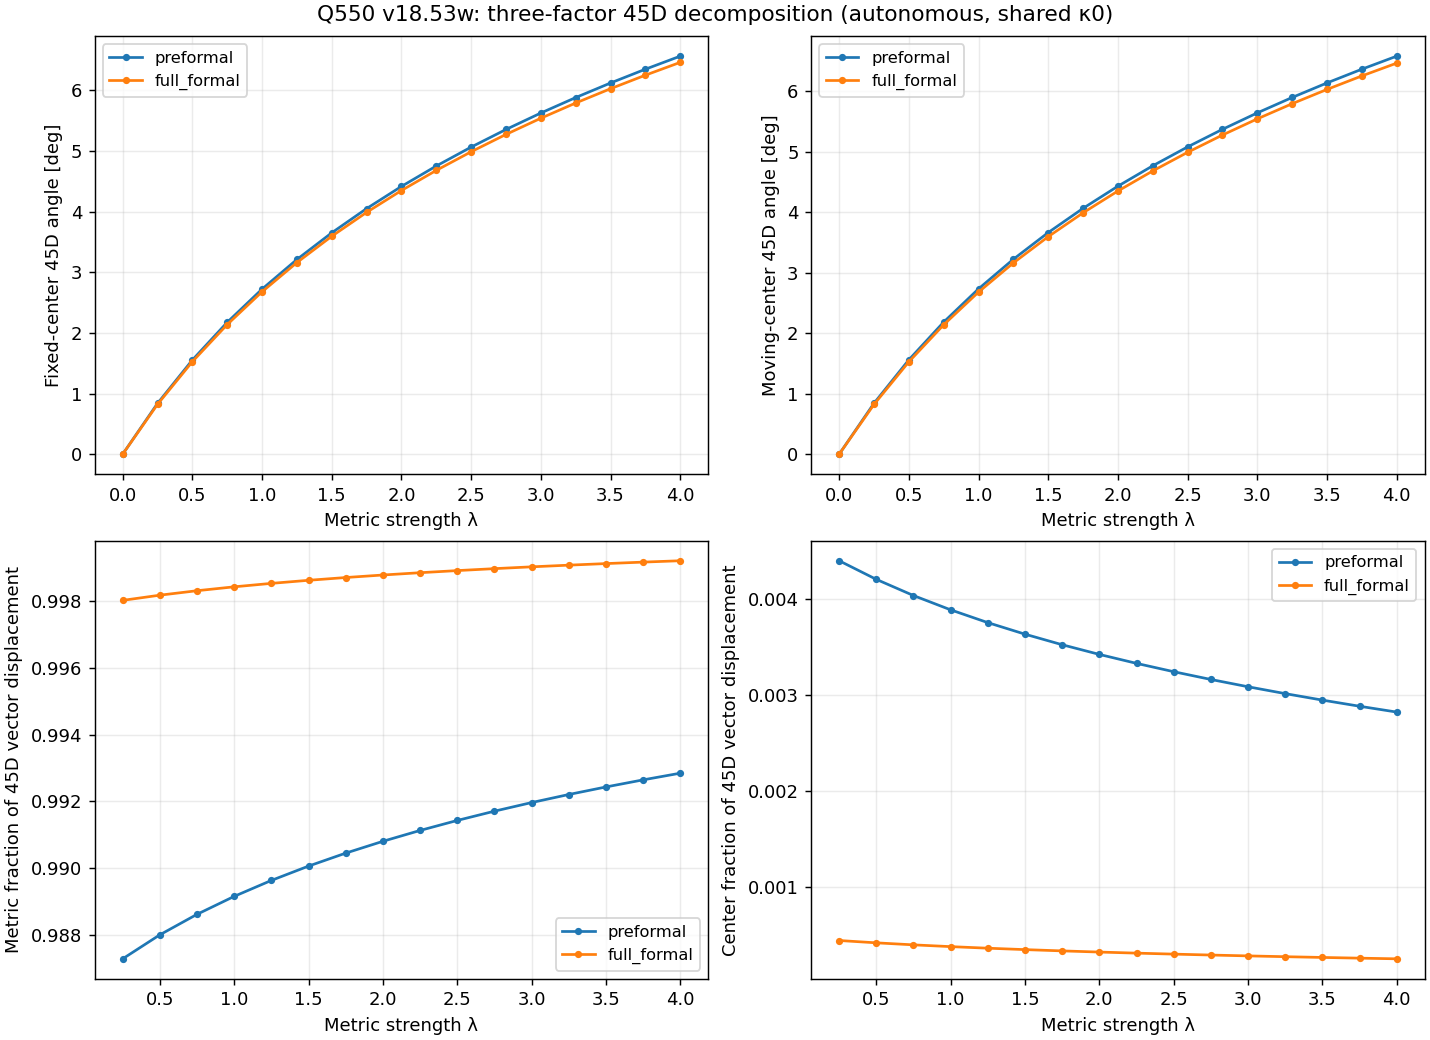 Q550 v18.53w: three-factor 45D decomposition (autonomous, shared κ0)
Fixed-center 45D angle [deg]
6
5
4
3
2
1
0
preformal
full_formal
0.0 0.5 1.0 1.5 2.0 2.5 3.0 3.5 4.0
Metric strength λ
Moving-center 45D angle [deg]
6
5
4
3
2
1
0
preformal
full_formal
0.0 0.5 1.0 1.5 2.0 2.5 3.0 3.5 4.0
Metric strength λ
Metric fraction of 45D vector displacement
0.998
0.996
0.994
0.992
0.990
0.988
preformal
full_formal
0.5 1.0 1.5 2.0 2.5 3.0 3.5 4.0
Metric strength λ
Center fraction of 45D vector displacement
0.004
0.003
0.002
0.001
preformal
full_formal
0.5 1.0 1.5 2.0 2.5 3.0 3.5 4.0
Metric strength λ